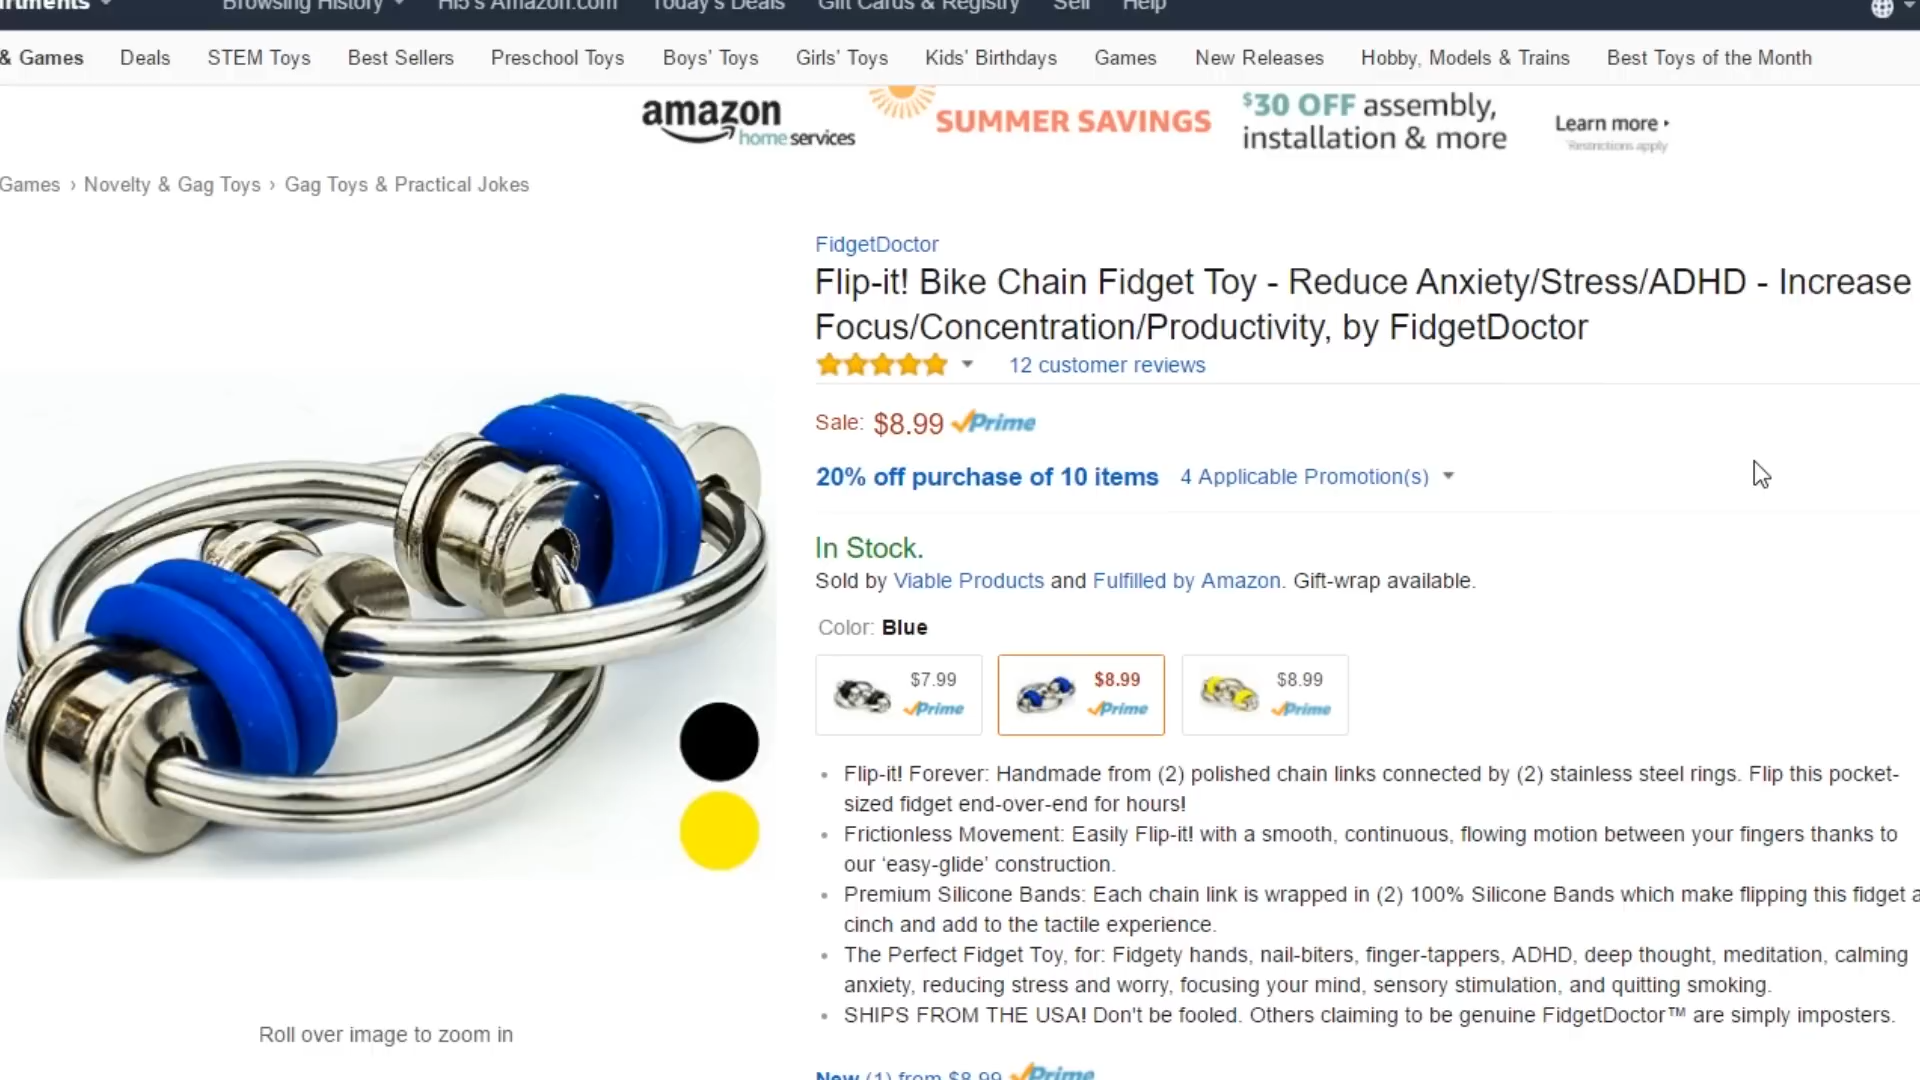 Browsing History Hi5's Amazon.com Today's Deals Gift Cards & Registry Sell Help
& Games Deals STEM Toys Best Sellers Preschool Toys Boys' Toys Girls' Toys Kids' Birthdays Games New Releases Hobby, Models & Trains Best Toys of the Month
amazon home services SUMMER SAVINGS $30 OFF assembly, installation & more Learn more
*Restrictions apply
Games › Novelty & Gag Toys › Gag Toys & Practical Jokes
FidgetDoctor
Flip-it! Bike Chain Fidget Toy - Reduce Anxiety/Stress/ADHD - Increase
Focus/Concentration/Productivity, by FidgetDoctor
12 customer reviews
Sale: $8.99 Prime
20% off purchase of 10 items 4 Applicable Promotion(s)
In Stock.
Sold by Viable Products and Fulfilled by Amazon. Gift-wrap available.
Color: Blue
$7.99 $8.99 $8.99
Prime Prime Prime
• Flip-it! Forever: Handmade from (2) polished chain links connected by (2) stainless steel rings. Flip this pocket-
sized fidget end-over-end for hours!
• Frictionless Movement: Easily Flip-it! with a smooth, continuous, flowing motion between your fingers thanks to
our ‘easy-glide’ construction.
• Premium Silicone Bands: Each chain link is wrapped in (2) 100% Silicone Bands which make flipping this fidget a
cinch and add to the tactile experience.
• The Perfect Fidget Toy, for: Fidgety hands, nail-biters, finger-tappers, ADHD, deep thought, meditation, calming
anxiety, reducing stress and worry, focusing your mind, sensory stimulation, and quitting smoking.
• SHIPS FROM THE USA! Don't be fooled. Others claiming to be genuine FidgetDoctor™ are simply imposters.
Roll over image to zoom in
New (1) from $8.99 Prime